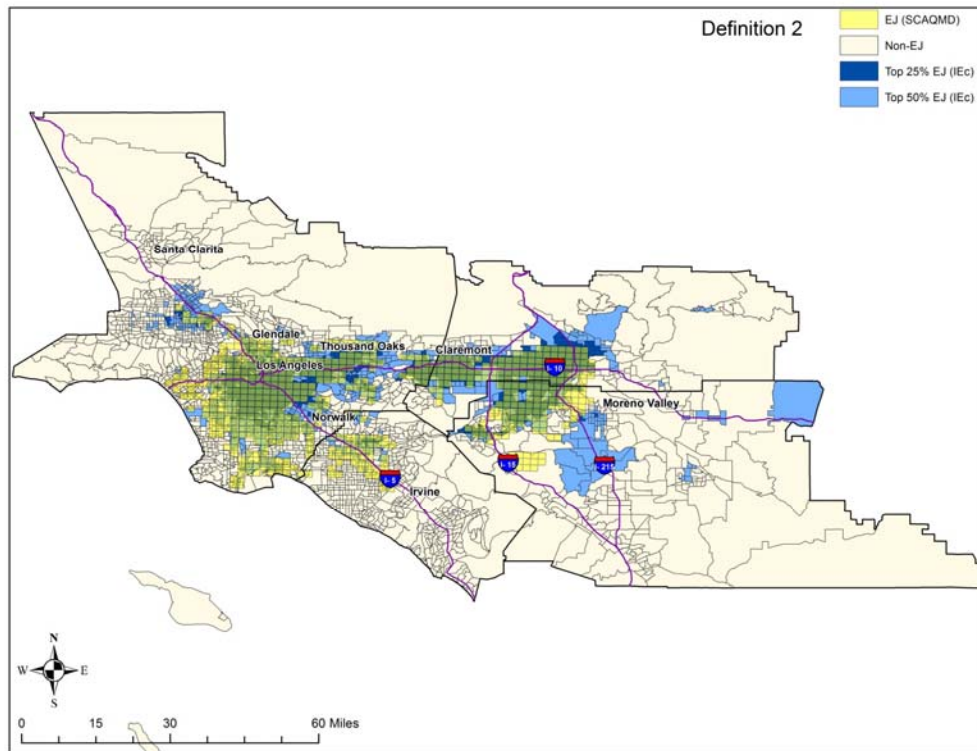 Definition 2
EJ (SCAQMD)
Non-EJ
Top 25% EJ (IEc)
Top 50% EJ (IEc)
Santa Clarita
Glendale
Thousand Oaks
Claremont
Los Angeles
I- 10
Norwalk
Moreno Valley
I- 15
I- 215
I- 5
Irvine
N
W E
S
0 15 30 60 Miles